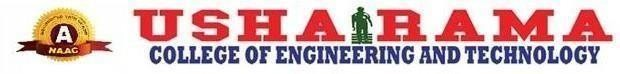 A
NAAC
USHA RAMA
COLLEGE OF ENGINEERING AND TECHNOLOGY